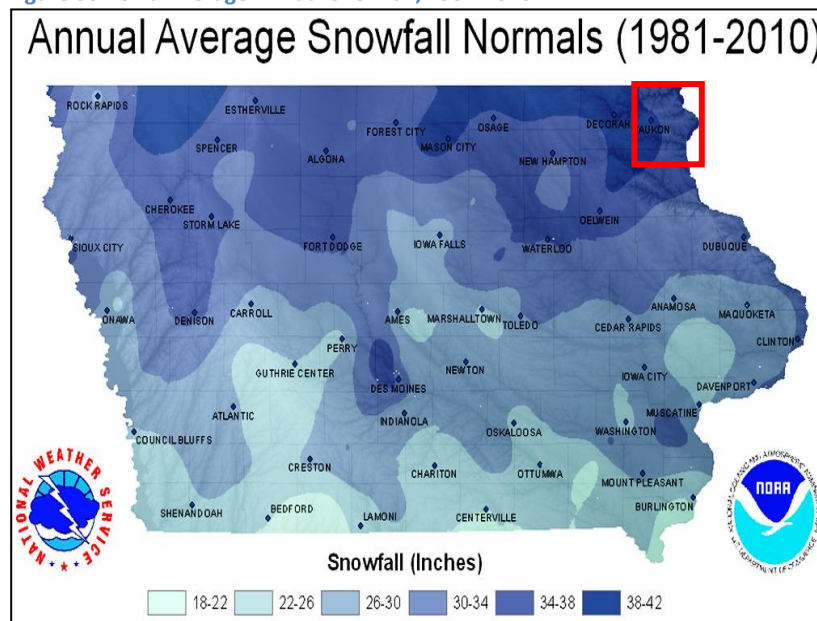 Annual Average Snowfall Normals (1981-2010)
ROCK RAPIDS
ESTHERVILLE
FOREST CITY
OSAGE
DECORAH
WAUKON
SPENCER
ALGONA
MASON CITY
NEW HAMPTON
CHEROKEE
STORM LAKE
OELWEIN
SIOUX CITY
FORT DODGE
IOWA FALLS
WATERLOO
DUBUQUE
ONAWA
DENISON
CARROLL
AMES
MARSHALLTOWN
TOLEDO
CEDAR RAPIDS
ANAMOSA
MAQUOKETA
PERRY
CLINTON
GUTHRIE CENTER
NEWTON
IOWA CITY
DES MOINES
DAVENPORT
ATLANTIC
INDIANOLA
MUSCATINE
COUNCIL BLUFFS
OSKALOOSA
WASHINGTON
CRESTON
CHARITON
OTTUMWA
MOUNT PLEASANT
SHENANDOAH
BEDFORD
LAMONI
CENTERVILLE
BURLINGTON
NATIONAL WEATHER SERVICE
NOAA
Snowfall (Inches)
18-22 22-26 26-30 30-34 34-38 38-42